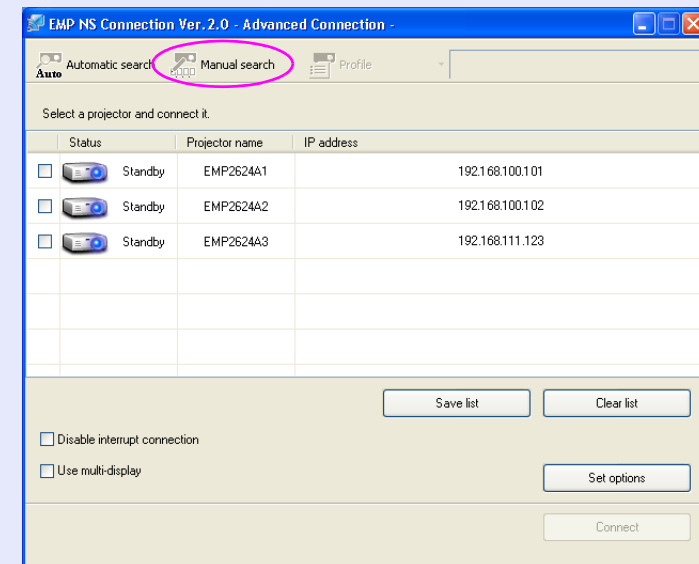 EMP NS Connection Ver. 2.0 - Advanced Connection -
Auto Automatic search Manual search Profile
Select a projector and connect it.
Status Projector name IP address
Standby EMP2624A1 192.168.100.101
Standby EMP2624A2 192.168.100.102
Standby EMP2624A3 192.168.111.123
Save list Clear list
Disable interrupt connection
Use multi-display
Set options
Connect